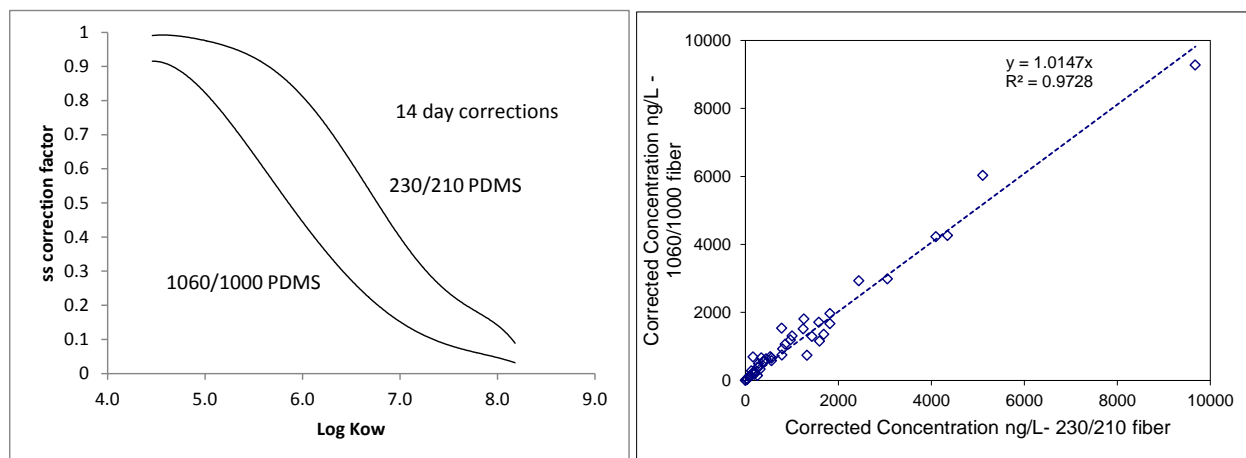 1
0.9
0.8
0.7
0.6
0.5
0.4
0.3
0.2
0.1
0
ss correction factor
14 day corrections
230/210 PDMS
1060/1000 PDMS
4.0 5.0 6.0 7.0 8.0 9.0
Log Kow
10000
8000
6000
4000
2000
0
Corrected Concentration ng/L -
1060/1000 fiber
y = 1.0147x
R² = 0.9728
0 2000 4000 6000 8000 10000
Corrected Concentration ng/L- 230/210 fiber